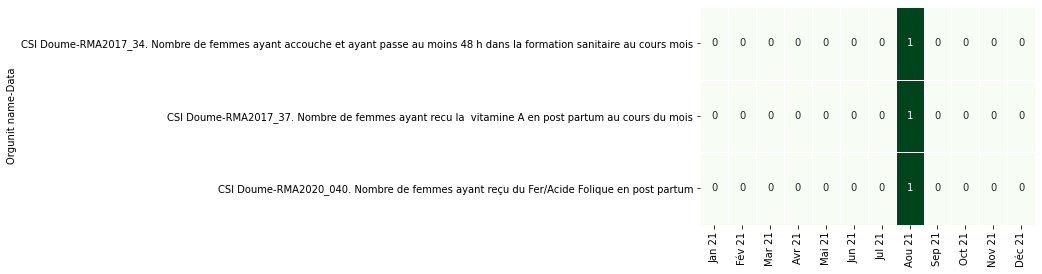 Orgunit name-Data
CSI Doume-RMA2017_34. Nombre de femmes ayant accouche et ayant passe au moins 48 h dans la formation sanitaire au cours mois
0 0 0 0 0 0 0 1 0 0 0 0
CSI Doume-RMA2017_37. Nombre de femmes ayant recu la  vitamine A en post partum au cours du mois
0 0 0 0 0 0 0 1 0 0 0 0
CSI Doume-RMA2020_040. Nombre de femmes ayant reçu du Fer/Acide Folique en post partum
0 0 0 0 0 0 0 1 0 0 0 0
Jan 21
Fév 21
Mar 21
Avr 21
Mai 21
Jun 21
Jul 21
Aou 21
Sep 21
Oct 21
Nov 21
Déc 21